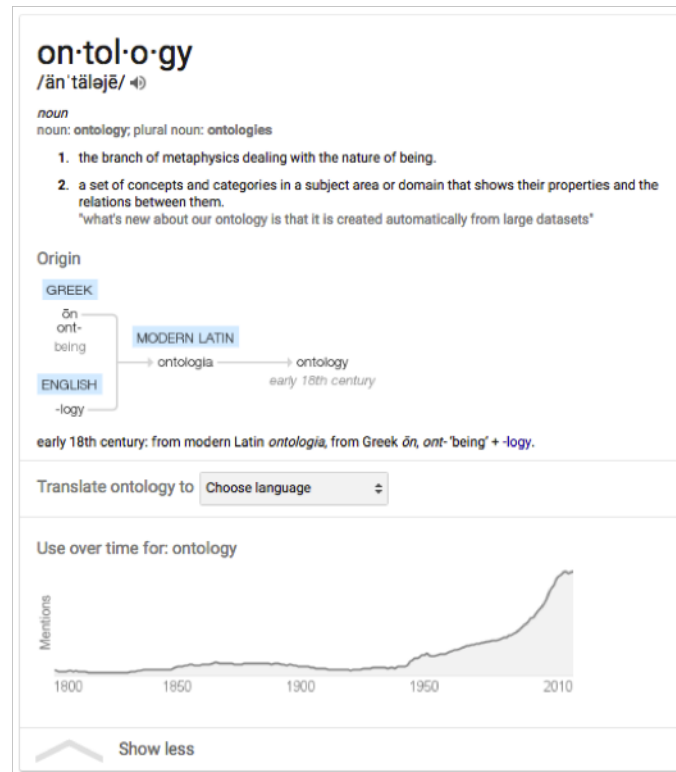 on·tol·o·gy
/änˈtäləjē/
noun
noun: ontology; plural noun: ontologies
1. the branch of metaphysics dealing with the nature of being.
2. a set of concepts and categories in a subject area or domain that shows their properties and the
relations between them.
"what's new about our ontology is that it is created automatically from large datasets"
Origin
GREEK
ōn
ont-
being
MODERN LATIN
ontologia
ontology
early 18th century
ENGLISH
-logy
early 18th century: from modern Latin ontologia, from Greek ōn, ont- 'being' + -logy.
Translate ontology to Choose language
Use over time for: ontology
Mentions
1800 1850 1900 1950 2010
Show less